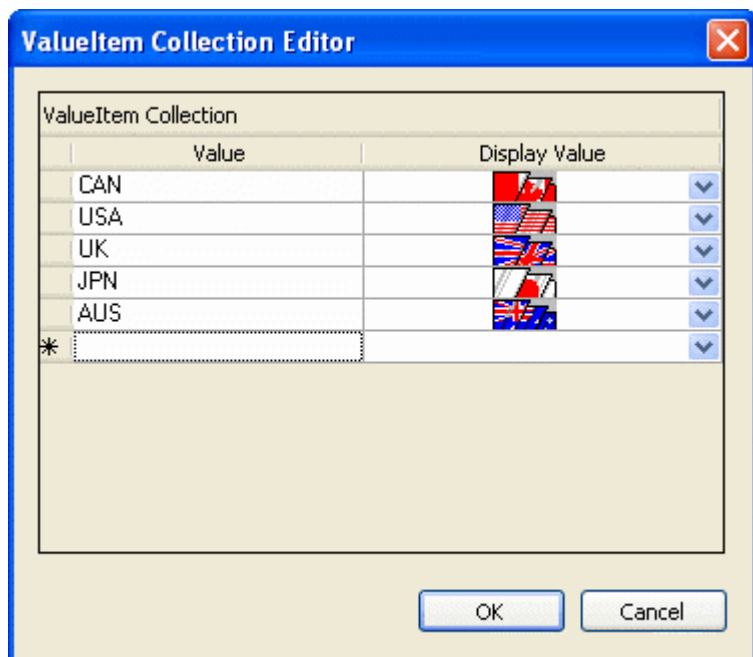 ValueItem Collection Editor
ValueItem Collection
Value Display Value
CAN
USA
UK
JPN
AUS
*
OK Cancel